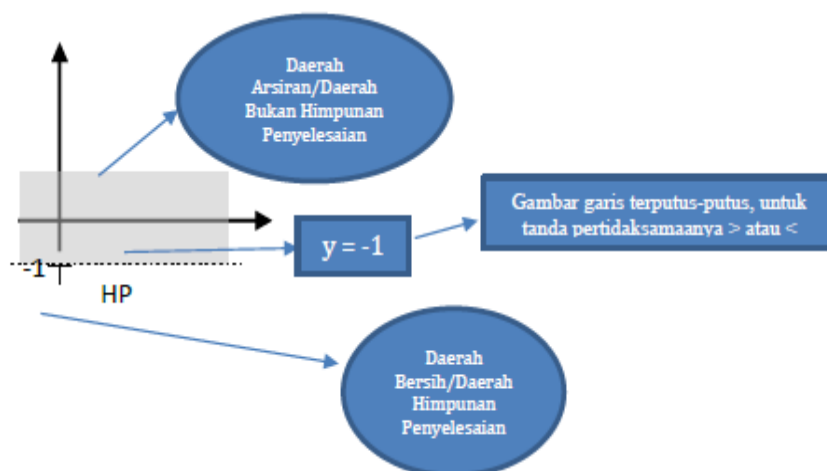 Daerah
Arsiran/Daerah
Bukan Himpunan
Penyelesaian
Gambar garis terputus-putus, untuk
tanda pertidaksamaanya > atau <
y = -1
-1
HP
Daerah
Bersih/Daerah
Himpunan
Penyelesaian